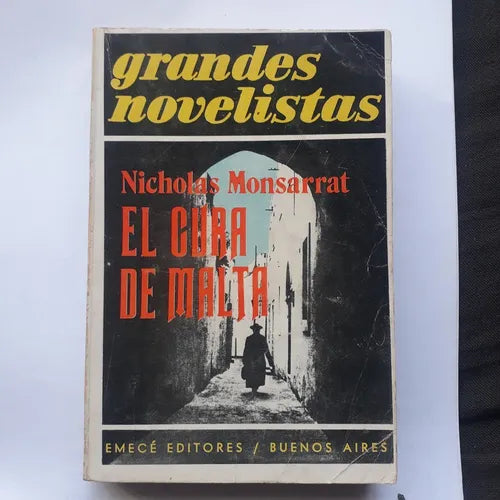 grandes
novelistas
Nicholas Monsarrat
EL CURA
DE MALTA
EMECÉ EDITORES / BUENOS AIRES